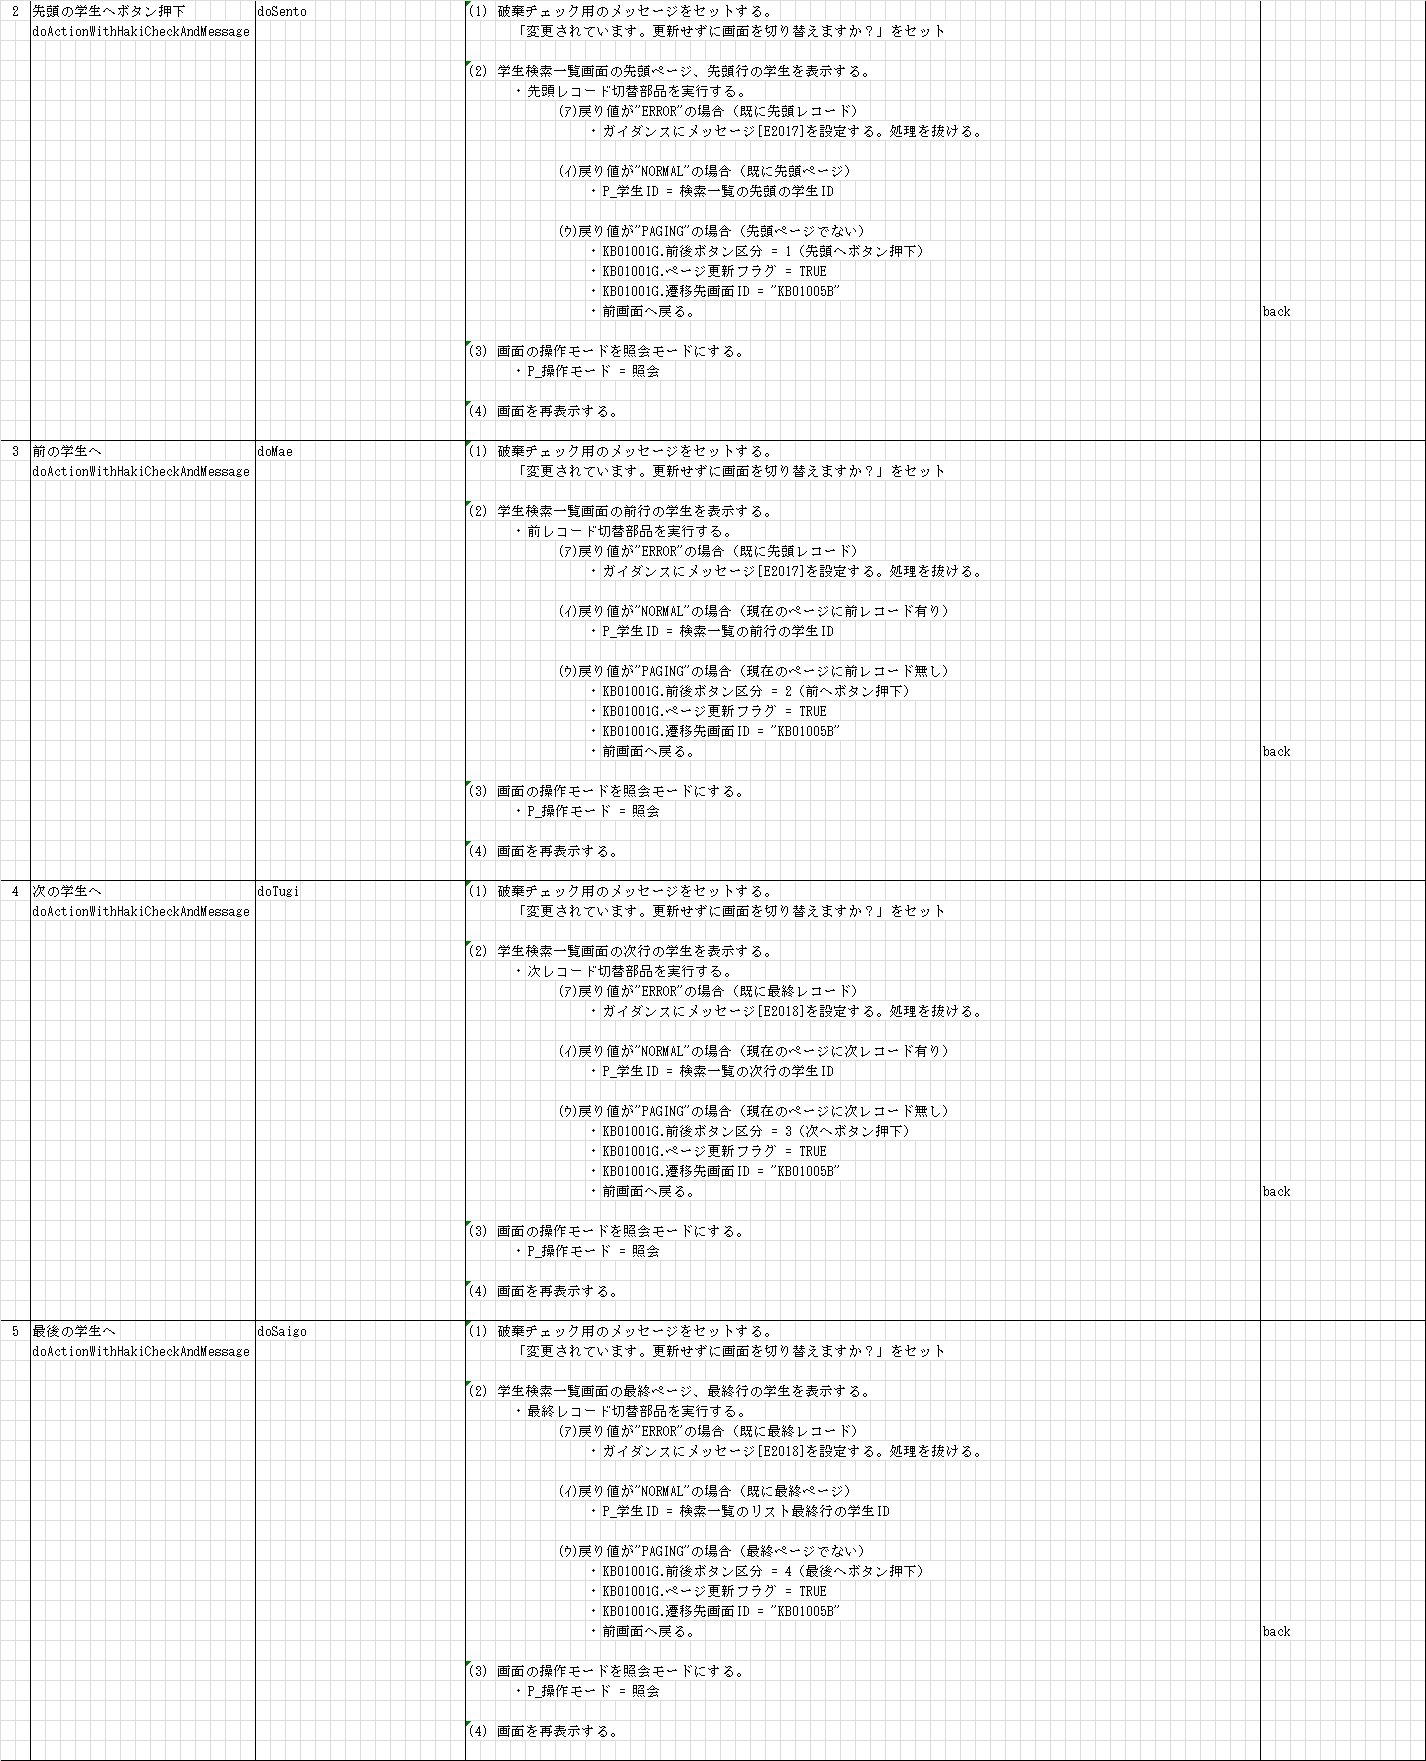 2 先頭の学生へボタン押下 doSento (1) 破棄チェック用のメッセージをセットする。
doActionWithHakiCheckAndMessage 「変更されています。更新せずに画面を切り替えますか？」をセット
(2) 学生検索一覧画面の先頭ページ、先頭行の学生を表示する。
・先頭レコード切替部品を実行する。
(ｱ)戻り値が"ERROR"の場合（既に先頭レコード）
・ガイダンスにメッセージ[E2017]を設定する。処理を抜ける。
(ｲ)戻り値が"NORMAL"の場合（既に先頭ページ）
・P_学生ID = 検索一覧の先頭の学生ID
(ｳ)戻り値が"PAGING"の場合（先頭ページでない）
・KB01001G.前後ボタン区分 = 1（先頭へボタン押下）
・KB01001G.ページ更新フラグ = TRUE
・KB01001G.遷移先画面ID = "KB01005B"
・前画面へ戻る。 back
(3) 画面の操作モードを照会モードにする。
・P_操作モード = 照会
(4) 画面を再表示する。
3 前の学生へ doMae (1) 破棄チェック用のメッセージをセットする。
doActionWithHakiCheckAndMessage 「変更されています。更新せずに画面を切り替えますか？」をセット
(2) 学生検索一覧画面の前行の学生を表示する。
・前レコード切替部品を実行する。
(ｱ)戻り値が"ERROR"の場合（既に先頭レコード）
・ガイダンスにメッセージ[E2017]を設定する。処理を抜ける。
(ｲ)戻り値が"NORMAL"の場合（現在のページに前レコード有り）
・P_学生ID = 検索一覧の前行の学生ID
(ｳ)戻り値が"PAGING"の場合（現在のページに前レコード無し）
・KB01001G.前後ボタン区分 = 2（前へボタン押下）
・KB01001G.ページ更新フラグ = TRUE
・KB01001G.遷移先画面ID = "KB01005B"
・前画面へ戻る。 back
(3) 画面の操作モードを照会モードにする。
・P_操作モード = 照会
(4) 画面を再表示する。
4 次の学生へ doTugi (1) 破棄チェック用のメッセージをセットする。
doActionWithHakiCheckAndMessage 「変更されています。更新せずに画面を切り替えますか？」をセット
(2) 学生検索一覧画面の次行の学生を表示する。
・次レコード切替部品を実行する。
(ｱ)戻り値が"ERROR"の場合（既に最終レコード）
・ガイダンスにメッセージ[E2018]を設定する。処理を抜ける。
(ｲ)戻り値が"NORMAL"の場合（現在のページに次レコード有り）
・P_学生ID = 検索一覧の次行の学生ID
(ｳ)戻り値が"PAGING"の場合（現在のページに次レコード無し）
・KB01001G.前後ボタン区分 = 3（次へボタン押下）
・KB01001G.ページ更新フラグ = TRUE
・KB01001G.遷移先画面ID = "KB01005B"
・前画面へ戻る。 back
(3) 画面の操作モードを照会モードにする。
・P_操作モード = 照会
(4) 画面を再表示する。
5 最後の学生へ doSaigo (1) 破棄チェック用のメッセージをセットする。
doActionWithHakiCheckAndMessage 「変更されています。更新せずに画面を切り替えますか？」をセット
(2) 学生検索一覧画面の最終ページ、最終行の学生を表示する。
・最終レコード切替部品を実行する。
(ｱ)戻り値が"ERROR"の場合（既に最終レコード）
・ガイダンスにメッセージ[E2018]を設定する。処理を抜ける。
(ｲ)戻り値が"NORMAL"の場合（既に最終ページ）
・P_学生ID = 検索一覧のリスト最終行の学生ID
(ｳ)戻り値が"PAGING"の場合（最終ページでない）
・KB01001G.前後ボタン区分 = 4（最後へボタン押下）
・KB01001G.ページ更新フラグ = TRUE
・KB01001G.遷移先画面ID = "KB01005B"
・前画面へ戻る。 back
(3) 画面の操作モードを照会モードにする。
・P_操作モード = 照会
(4) 画面を再表示する。